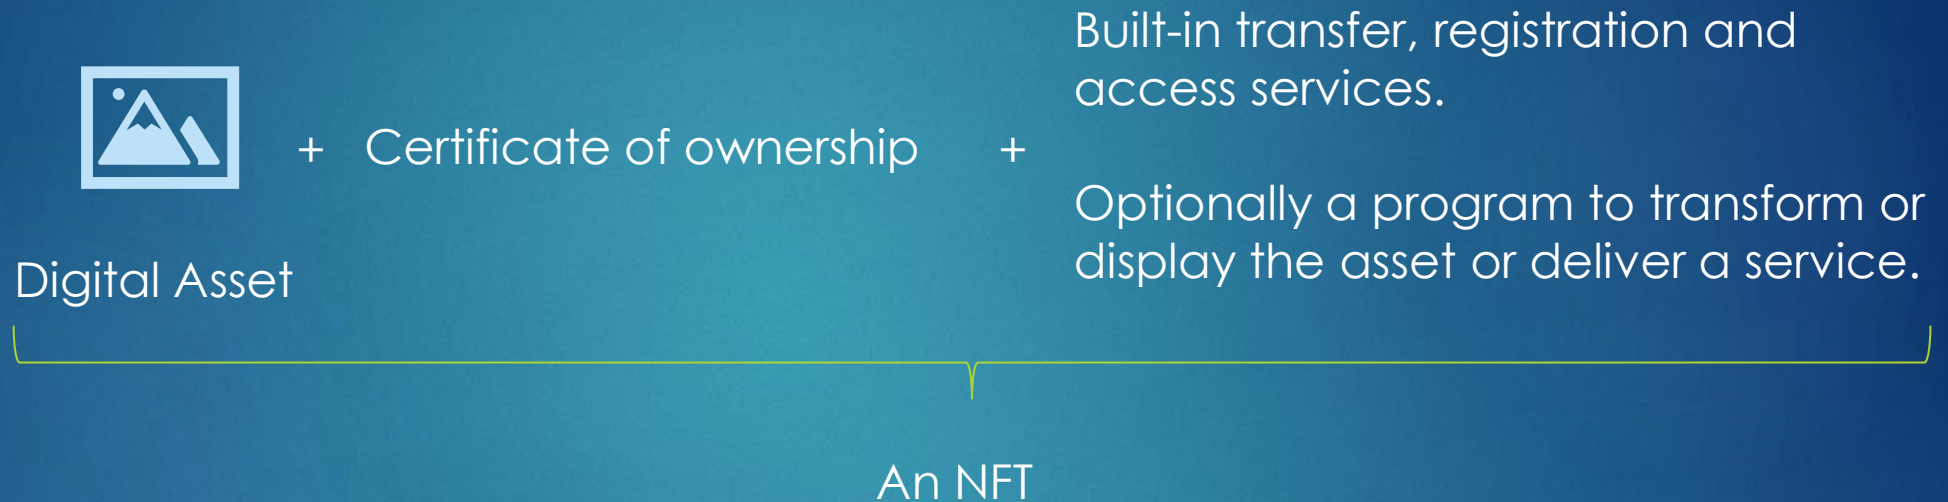 Built-in transfer, registration and
access services.
+ Certificate of ownership +
Optionally a program to transform or
display the asset or deliver a service.
Digital Asset
An NFT